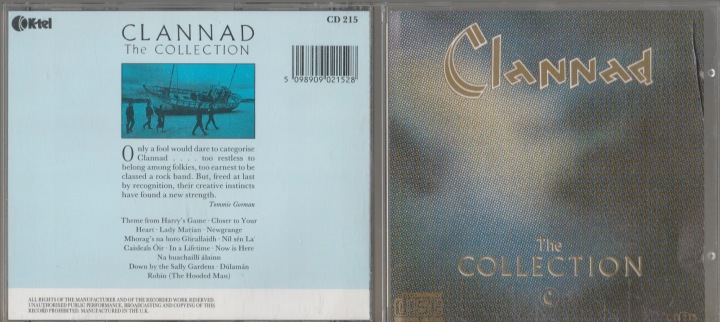 K-tel
CD 215
CLANNAD
The COLLECTION
5 098909 021528
Only a fool would dare to categorise
Clannad . . . . too restless to
belong among folkies, too earnest to be
classed a rock band. But, freed at last
by recognition, their creative instincts
have found a new strength.
Tommie Gorman
Theme from Harry's Game · Closer to Your
Heart · Lady Marian · Newgrange
Mhorag's na horo Gheallaidh · Níl sén La'
Caisleán Óir · In a Lifetime · Now is Here
Na buachaillí álainn
Down by the Sally Gardens · Dúlamán
Robin (The Hooded Man)
ALL RIGHTS OF THE MANUFACTURER AND OF THE RECORDED WORK RESERVED.
UNAUTHORISED PUBLIC PERFORMANCE, BROADCASTING AND COPYING OF THIS
RECORD PROHIBITED. MANUFACTURED IN THE U.K.
Clannad
The
COLLECTION